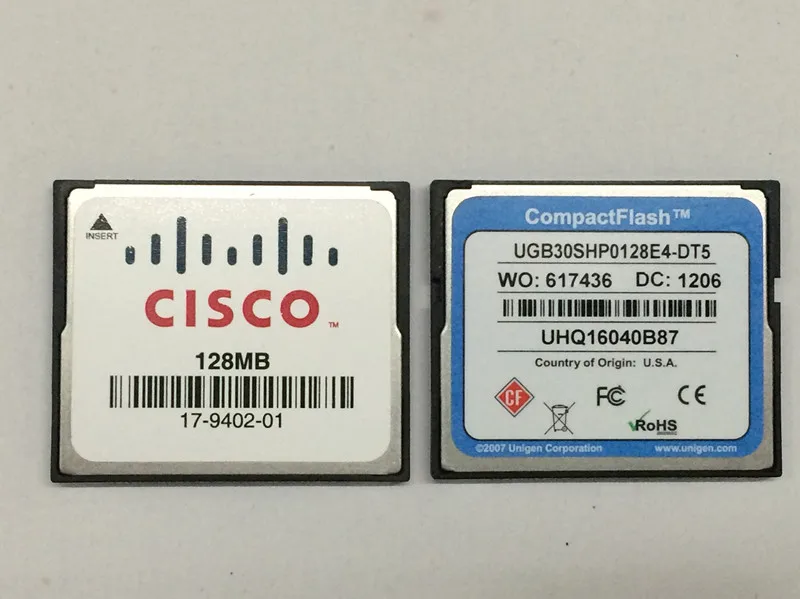 INSERT
CISCO™
128MB
17-9402-01
CompactFlash™
UGB30SHP0128E4-DT5
WO: 617436 DC: 1206
UHQ16040B87
Country of Origin: U.S.A.
CF
FC CE
RoHS
©2007 Unigen Corporation www.unigen.com